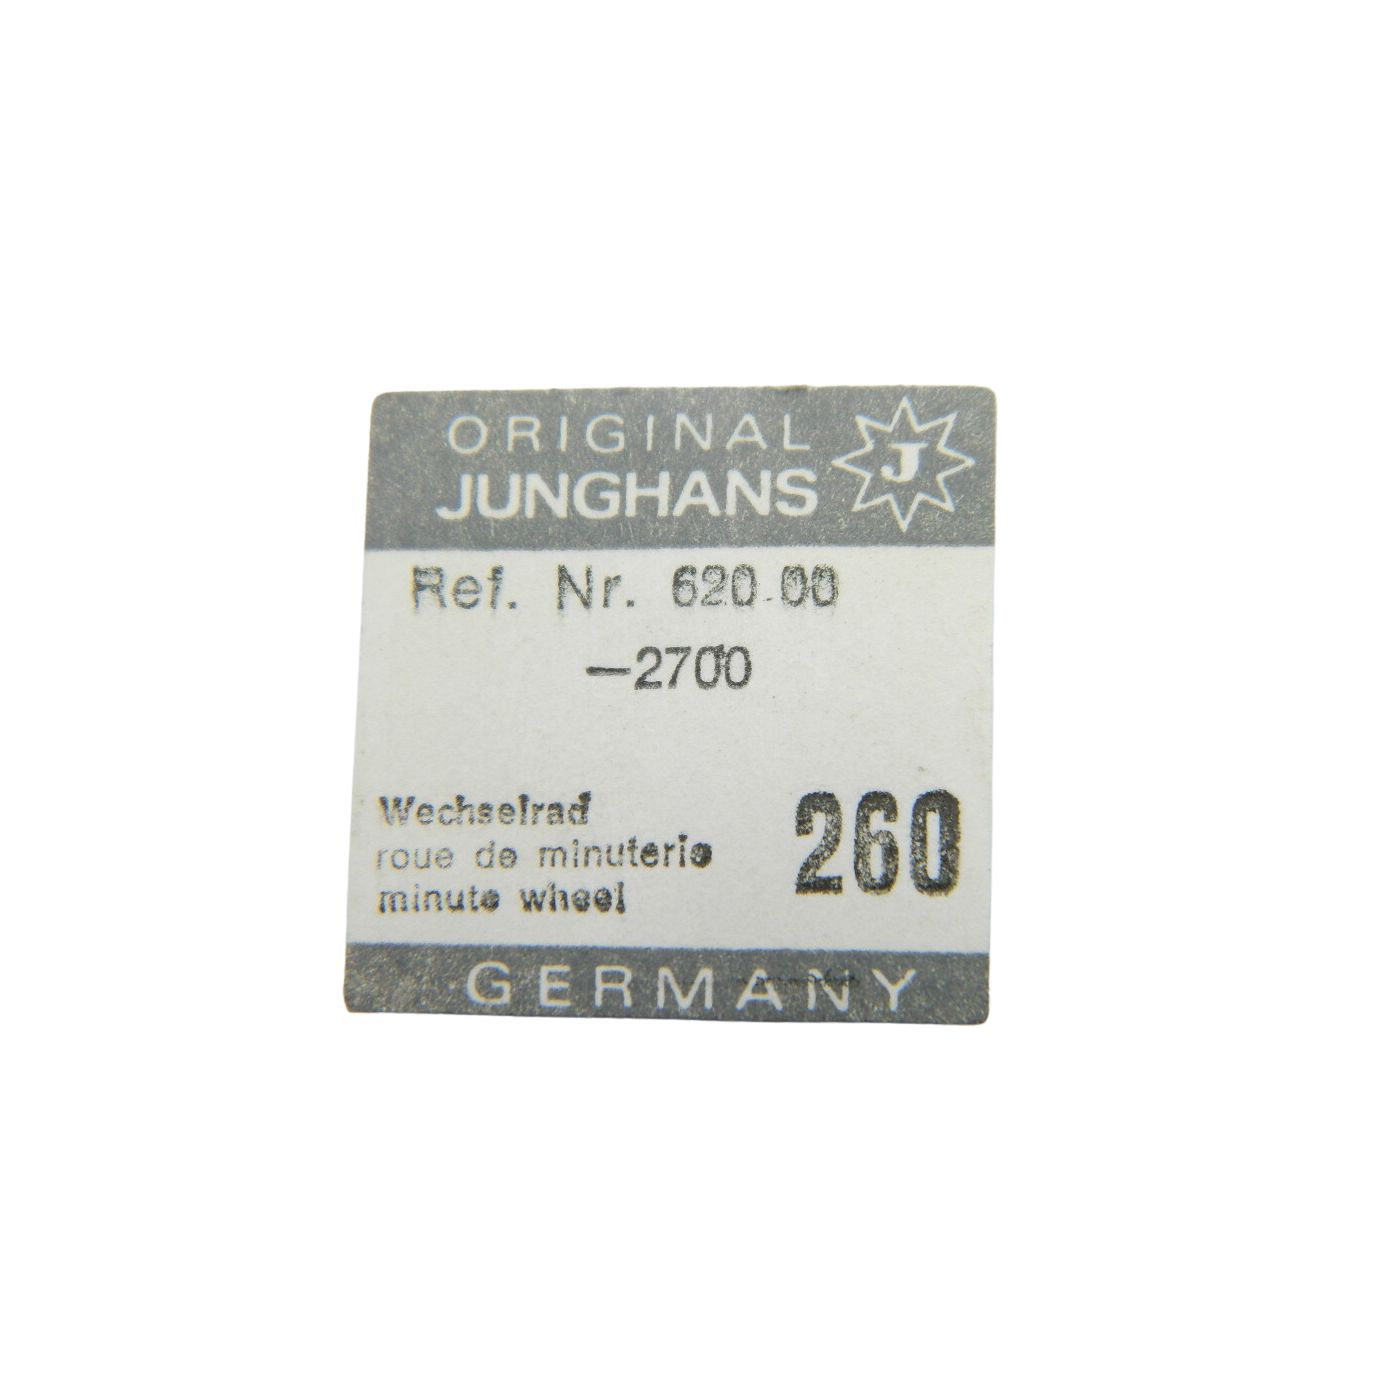 ORIGINAL
JUNGHANS
J
Ref. Nr. 620.00
—2700
Wechselrad
roue de minuterie
minute wheel
260
GERMANY